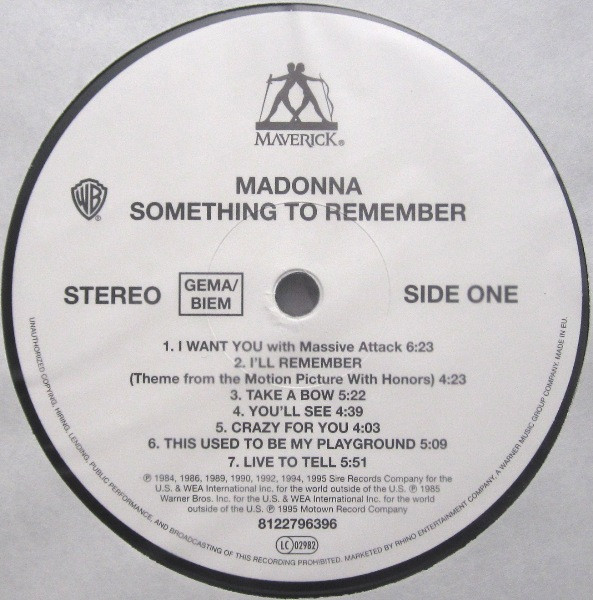 MAVERICK®
WB
MADONNA
SOMETHING TO REMEMBER
STEREO
GEMA/
BIEM
SIDE ONE
1. I WANT YOU with Massive Attack 6:23
2. I'LL REMEMBER
(Theme from the Motion Picture With Honors) 4:23
3. TAKE A BOW 5:22
4. YOU'LL SEE 4:39
5. CRAZY FOR YOU 4:03
6. THIS USED TO BE MY PLAYGROUND 5:09
7. LIVE TO TELL 5:51
℗ 1984, 1986, 1989, 1990, 1992, 1994, 1995 Sire Records Company for the
U.S. & WEA International Inc. for the world outside of the U.S. ℗ 1985
Warner Bros. Inc. for the U.S. & WEA International Inc. for the world
outside of the U.S. ℗ 1995 Motown Record Company
8122796396
LC 02982
UNAUTHORIZED COPYING, HIRING, LENDING, PUBLIC PERFORMANCE, AND BROADCASTING OF THIS RECORDING PROHIBITED. MARKETED BY RHINO ENTERTAINMENT COMPANY, A WARNER MUSIC GROUP COMPANY. MADE IN EU.